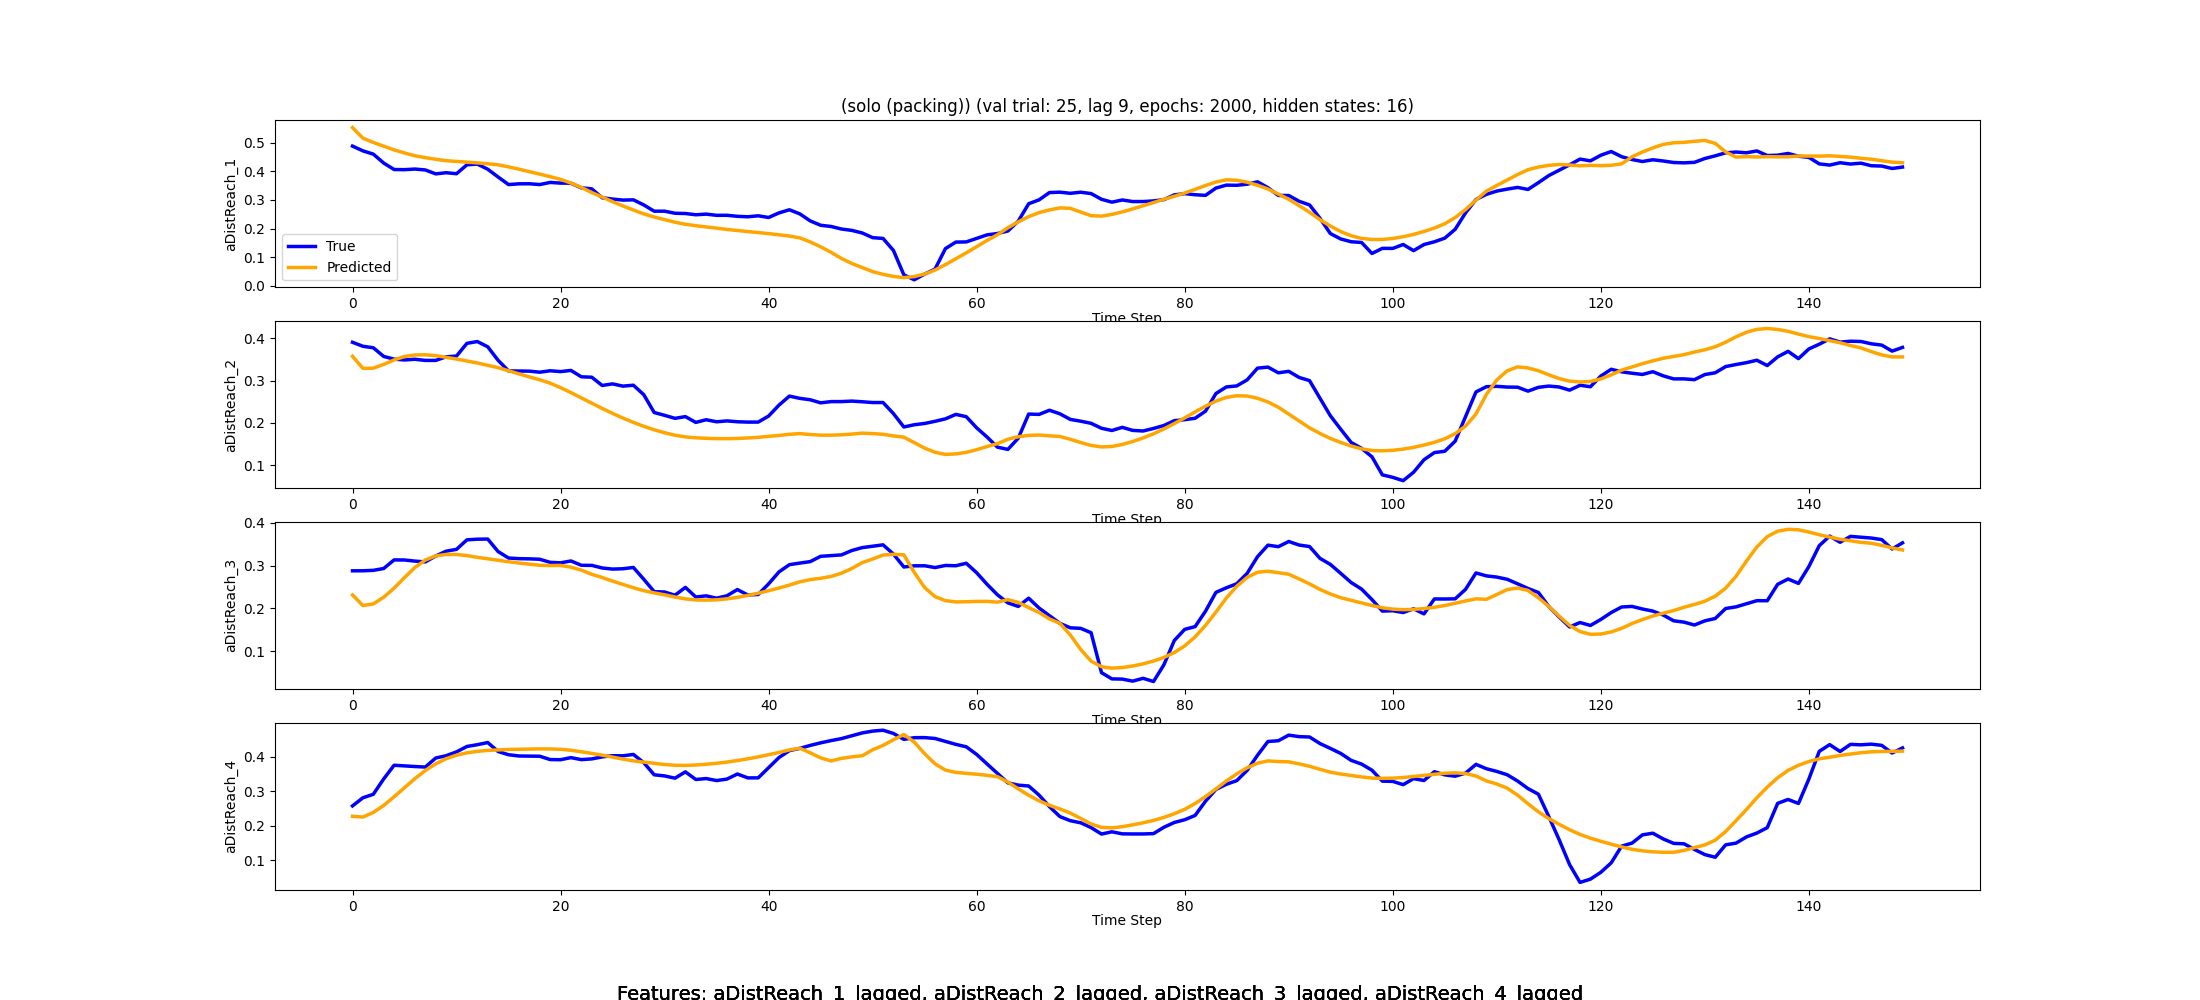 (solo (packing)) (val trial: 25, lag 9, epochs: 2000, hidden states: 16)
aDistReach_1
0.5
0.4
0.3
0.2
0.1
0.0
True
Predicted
0 20 40 60 80 100 120 140
Time Step
aDistReach_2
0.4
0.3
0.2
0.1
0 20 40 60 80 100 120 140
Time Step
aDistReach_3
0.4
0.3
0.2
0.1
0 20 40 60 80 100 120 140
Time Step
aDistReach_4
0.4
0.3
0.2
0.1
0 20 40 60 80 100 120 140
Time Step
Features: aDistReach_1_lagged, aDistReach_2_lagged, aDistReach_3_lagged, aDistReach_4_lagged